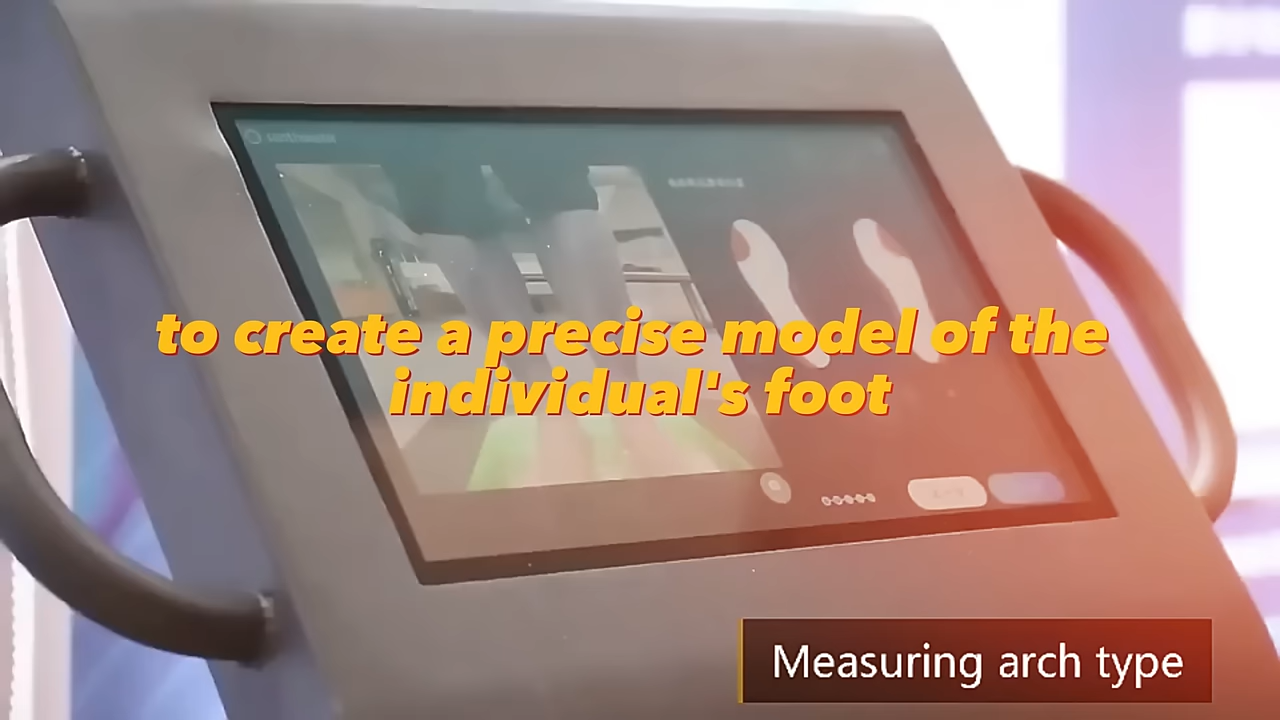 to create a precise model of the
individual's foot
Measuring arch type